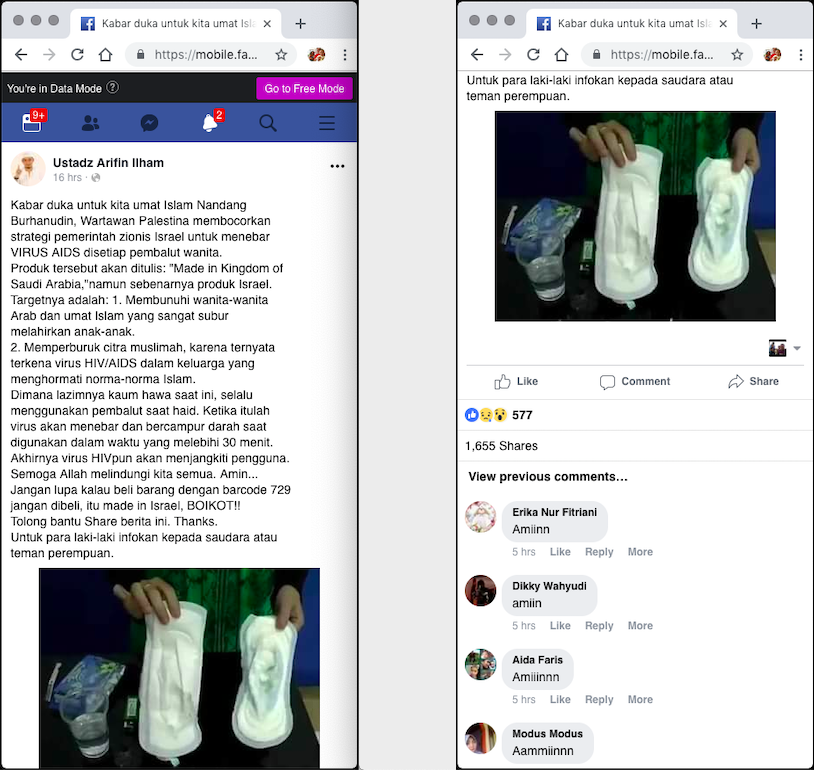 Kabar duka untuk kita umat Isl
https://mobile.fa...
You're in Data Mode ?
Go to Free Mode
9+
2
Ustadz Arifin Ilham
16 hrs ·
Kabar duka untuk kita umat Islam Nandang
Burhanudin, Wartawan Palestina membocorkan
strategi pemerintah zionis Israel untuk menebar
VIRUS AIDS disetiap pembalut wanita.
Produk tersebut akan ditulis: "Made in Kingdom of
Saudi Arabia,"namun sebenarnya produk Israel.
Targetnya adalah: 1. Membunuhi wanita-wanita
Arab dan umat Islam yang sangat subur
melahirkan anak-anak.
2. Memperburuk citra muslimah, karena ternyata
terkena virus HIV/AIDS dalam keluarga yang
menghormati norma-norma Islam.
Dimana lazimnya kaum hawa saat ini, selalu
menggunakan pembalut saat haid. Ketika itulah
virus akan menebar dan bercampur darah saat
digunakan dalam waktu yang melebihi 30 menit.
Akhirnya virus HIVpun akan menjangkiti pengguna.
Semoga Allah melindungi kita semua. Amin...
Jangan lupa kalau beli barang dengan barcode 729
jangan dibeli, itu made in Israel, BOIKOT!!
Tolong bantu Share berita ini. Thanks.
Untuk para laki-laki infokan kepada saudara atau
teman perempuan.
Kabar duka untuk kita umat Isl
https://mobile.fa...
Untuk para laki-laki infokan kepada saudara atau
teman perempuan.
Like Comment Share
577
1,655 Shares
View previous comments...
Erika Nur Fitriani
Amiinn
5 hrs Like Reply More
Dikky Wahyudi
amiin
5 hrs Like Reply More
Aida Faris
Amiiinnn
5 hrs Like Reply More
Modus Modus
Aammiinnn